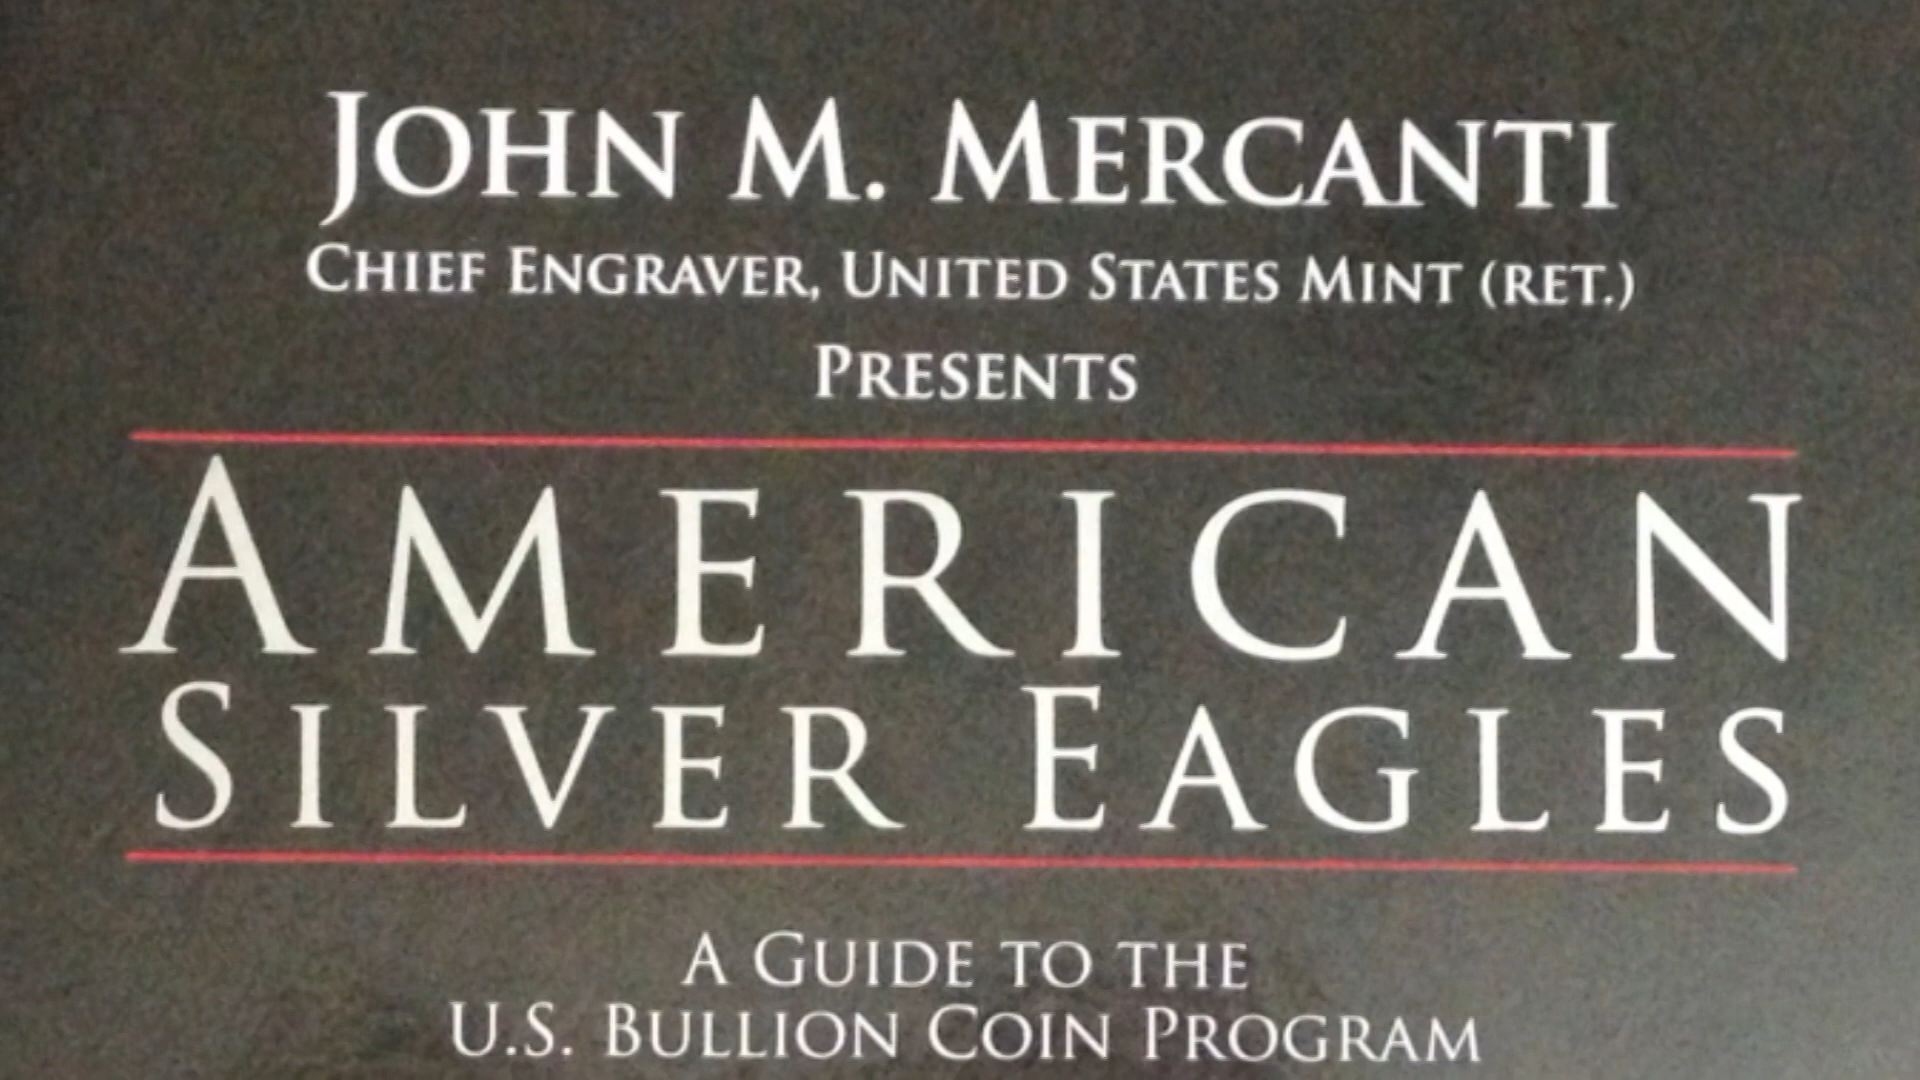 JOHN M. MERCANTI
CHIEF ENGRAVER, UNITED STATES MINT (RET.)
PRESENTS
AMERICAN
SILVER EAGLES
A GUIDE TO THE
U.S. BULLION COIN PROGRAM